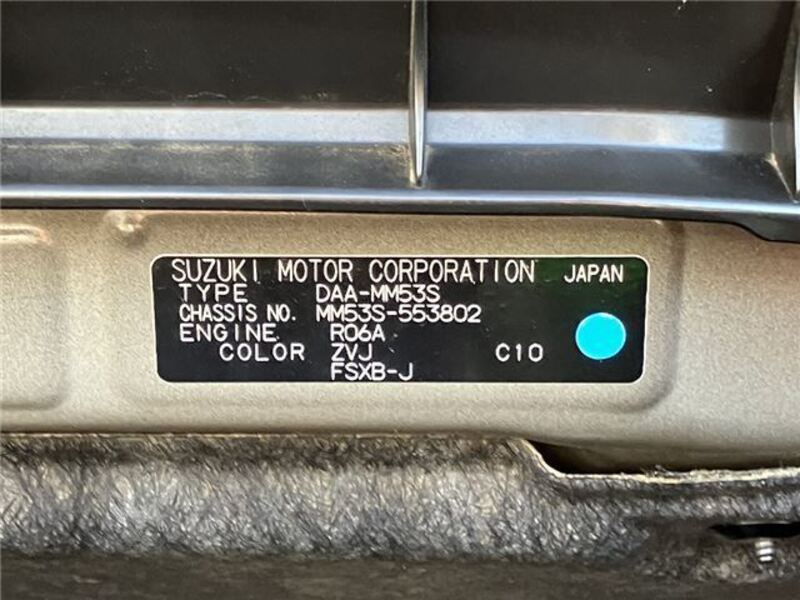 SUZUKI MOTOR CORPORATION JAPAN
TYPE DAA-MM53S
CHASSIS NO. MM53S-553802
ENGINE R06A
COLOR ZVJ C10
FSXB-J